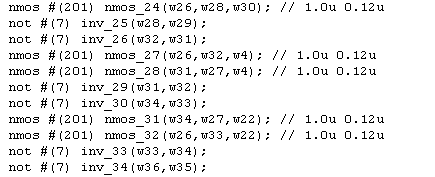 nmos #(201) nmos_24(w26,w28,w30); // 1.0u 0.12u
not #(7) inv_25(w28,w29);
not #(7) inv_26(w32,w31);
nmos #(201) nmos_27(w26,w32,w4); // 1.0u 0.12u
nmos #(201) nmos_28(w31,w27,w4); // 1.0u 0.12u
not #(7) inv_29(w31,w32);
not #(7) inv_30(w34,w33);
nmos #(201) nmos_31(w34,w27,w22); // 1.0u 0.12u
nmos #(201) nmos_32(w26,w33,w22); // 1.0u 0.12u
not #(7) inv_33(w33,w34);
not #(7) inv_34(w36,w35);